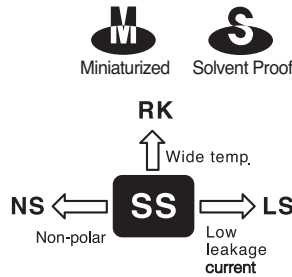 M S
Miniaturized Solvent Proof
RK
Wide temp.
NS SS LS
Non-polar Low
leakage
current